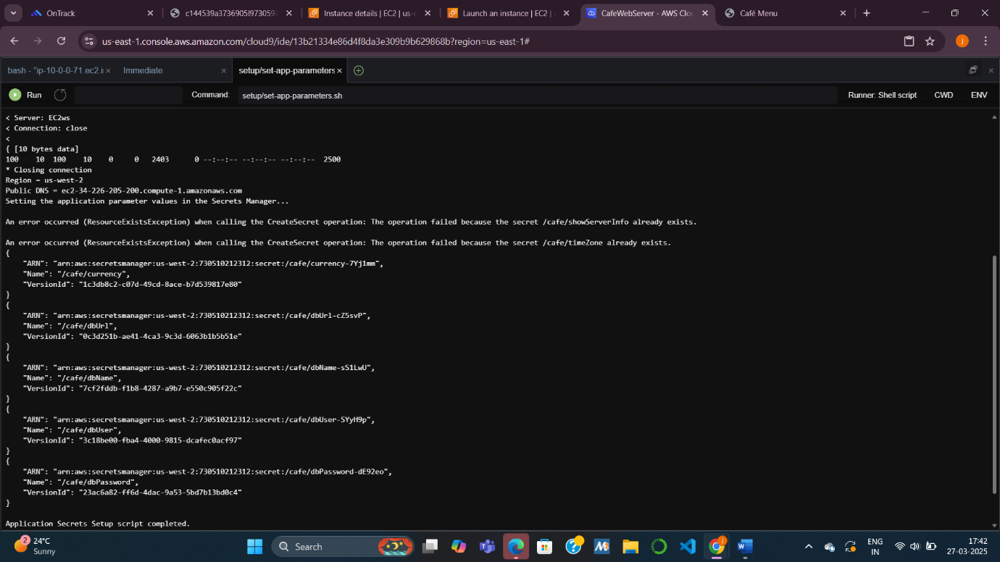 OnTrack
c144539a3736905l9730597
Instance details | EC2 | us-e
Launch an instance | EC2 |
CafeWebServer - AWS Clou
Café Menu
us-east-1.console.aws.amazon.com/cloud9/ide/13b21334e86d4f8da3e309b9b629868b?region=us-east-1#
j
bash - "ip-10-0-0-71.ec2.i
Immediate
setup/set-app-parameters
Run
Command:
setup/set-app-parameters.sh
Runner: Shell script
CWD
ENV
< Server: EC2ws
< Connection: close
<
{ [10 bytes data]
100    10  100    10    0     0   2403      0 --:--:-- --:--:-- --:--:--  2500
* Closing connection
Region = us-west-2
Public DNS = ec2-34-226-205-200.compute-1.amazonaws.com
Setting the application parameter values in the Secrets Manager...
An error occurred (ResourceExistsException) when calling the CreateSecret operation: The operation failed because the secret /cafe/showServerInfo already exists.
An error occurred (ResourceExistsException) when calling the CreateSecret operation: The operation failed because the secret /cafe/timeZone already exists.
{
"ARN": "arn:aws:secretsmanager:us-west-2:730510212312:secret:/cafe/currency-7Yj1mm",
"Name": "/cafe/currency",
"VersionId": "1c3db8c2-c07d-49cd-8ace-b7d539817e80"
}
{
"ARN": "arn:aws:secretsmanager:us-west-2:730510212312:secret:/cafe/dbUrl-cZ5svP",
"Name": "/cafe/dbUrl",
"VersionId": "0c3d251b-ae41-4ca3-9c3d-6063b1b5b51e"
}
{
"ARN": "arn:aws:secretsmanager:us-west-2:730510212312:secret:/cafe/dbName-sS1LwU",
"Name": "/cafe/dbName",
"VersionId": "7cf2fddb-f1b8-4287-a9b7-e550c905f22c"
}
{
"ARN": "arn:aws:secretsmanager:us-west-2:730510212312:secret:/cafe/dbUser-SYyH9p",
"Name": "/cafe/dbUser",
"VersionId": "3c18be00-fba4-4000-9815-dcafec0acf97"
}
{
"ARN": "arn:aws:secretsmanager:us-west-2:730510212312:secret:/cafe/dbPassword-dE92eo",
"Name": "/cafe/dbPassword",
"VersionId": "23ac6a82-ff6d-4dac-9a53-5bd7b13bd0c4"
}
Application Secrets Setup script completed.
2
24°C
Sunny
Search
j
ENG
IN
17:42
27-03-2025